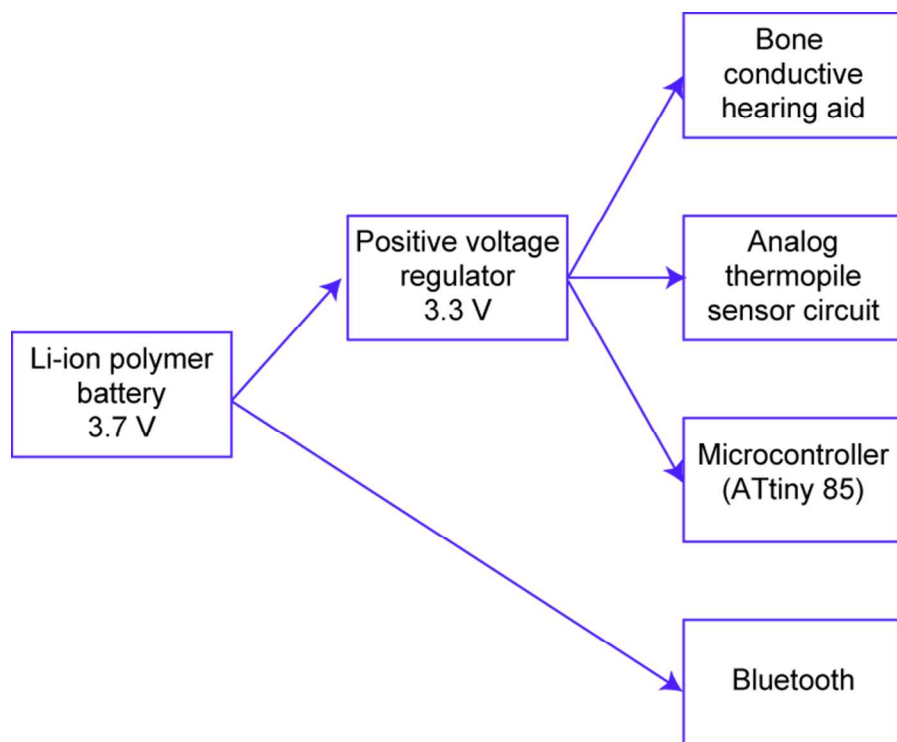 Bone
conductive
hearing aid
Positive voltage
regulator
3.3 V
Analog
thermopile
sensor circuit
Li-ion polymer
battery
3.7 V
Microcontroller
(ATtiny 85)
Bluetooth